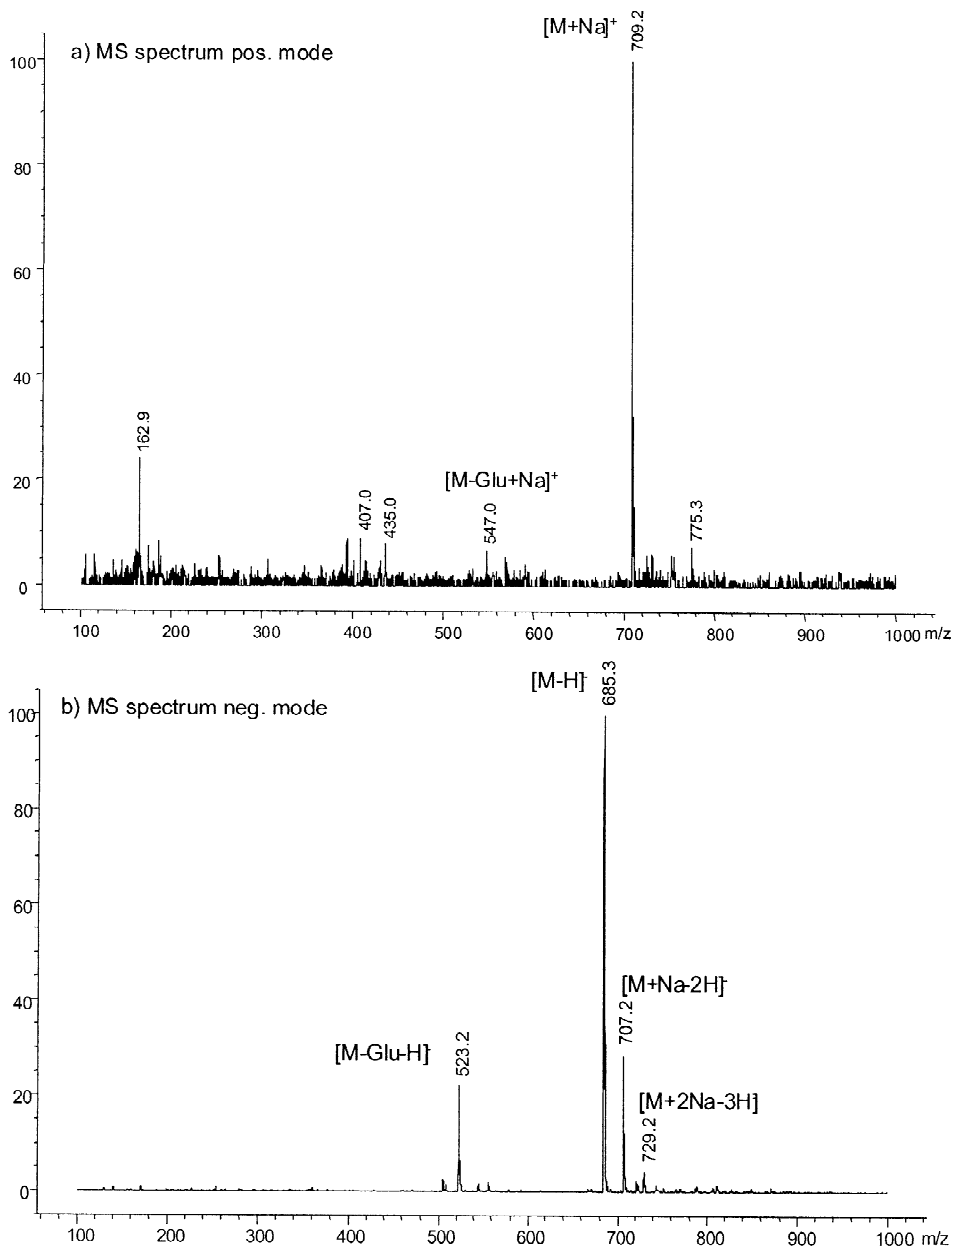 [M+Na]+
709.2
a) MS spectrum pos. mode
100
80
60
40
20
0
162.9
407.0
435.0
[M-Glu+Na]+
547.0
775.3
100 200 300 400 500 600 700 800 900 1000 m/z
[M-H]-
685.3
b) MS spectrum neg. mode
100
80
60
40
20
0
[M+Na-2H]-
707.2
[M-Glu-H]-
523.2
[M+2Na-3H]-
729.2
100 200 300 400 500 600 700 800 900 1000 m/z